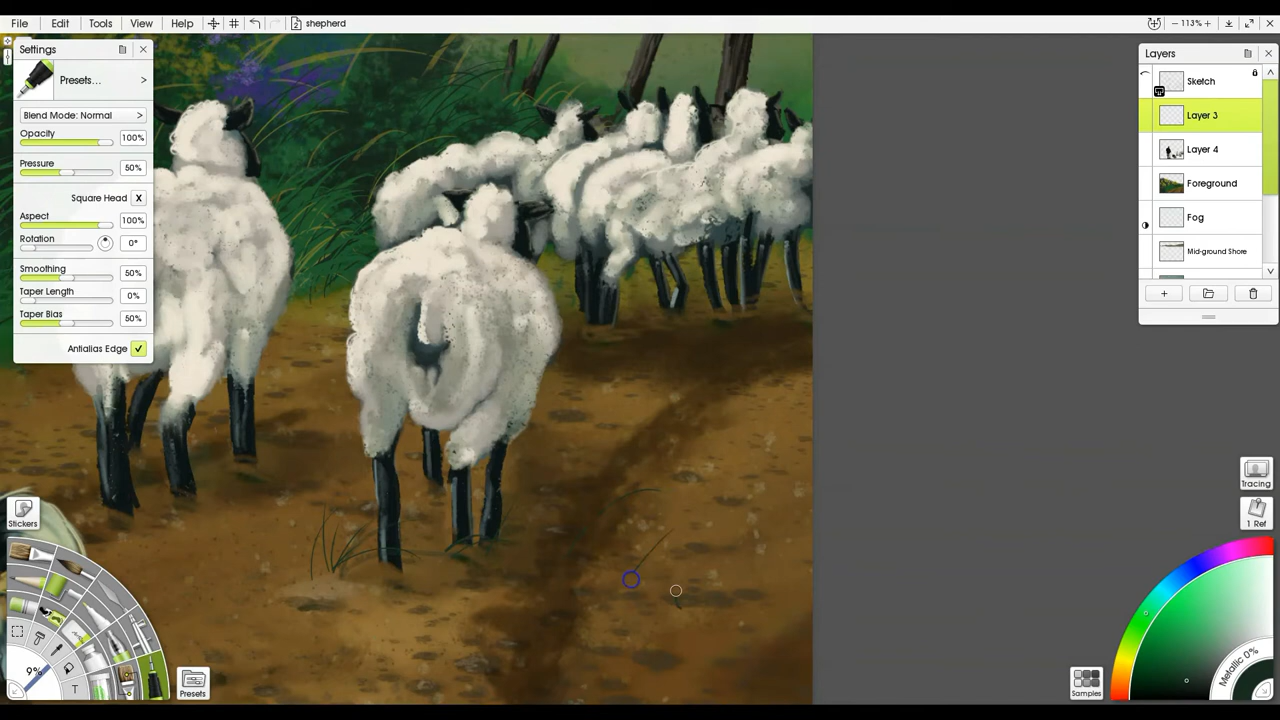 File Edit Tools View Help shepherd 113%
Settings
Presets...
Blend Mode: Normal
Opacity 100%
Pressure 50%
Square Head X
Aspect 100%
Rotation 0°
Smoothing 50%
Taper Length 0%
Taper Bias 50%
Antialias Edge
Stickers
9%
T
Presets
Layers
Sketch
Layer 3
Layer 4
Foreground
Fog
Mid-ground Shore
Tracing
1 Ref
Metallic 0%
Samples